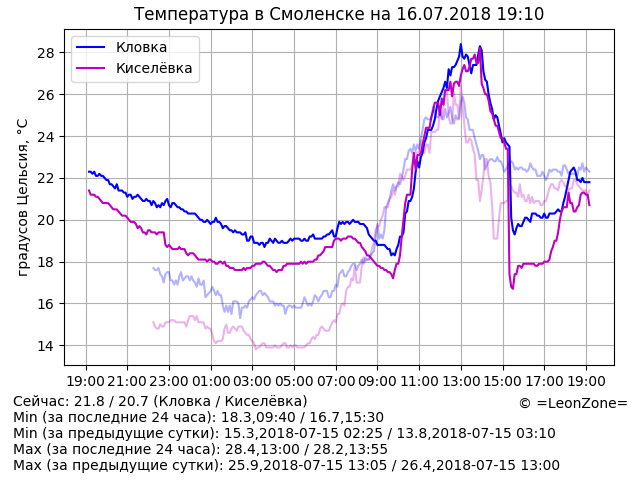 Температура в Смоленске на 16.07.2018 19:10
Кловка
Киселёвка
градусов Цельсия, °C
28
26
24
22
20
18
16
14
19:00 21:00 23:00 01:00 03:00 05:00 07:00 09:00 11:00 13:00 15:00 17:00 19:00
Сейчас: 21.8 / 20.7 (Кловка / Киселёвка)
© =LeonZone=
Min (за последние 24 часа): 18.3,09:40 / 16.7,15:30
Min (за предыдущие сутки): 15.3,2018-07-15 02:25 / 13.8,2018-07-15 03:10
Max (за последние 24 часа): 28.4,13:00 / 28.2,13:55
Max (за предыдущие сутки): 25.9,2018-07-15 13:05 / 26.4,2018-07-15 13:00